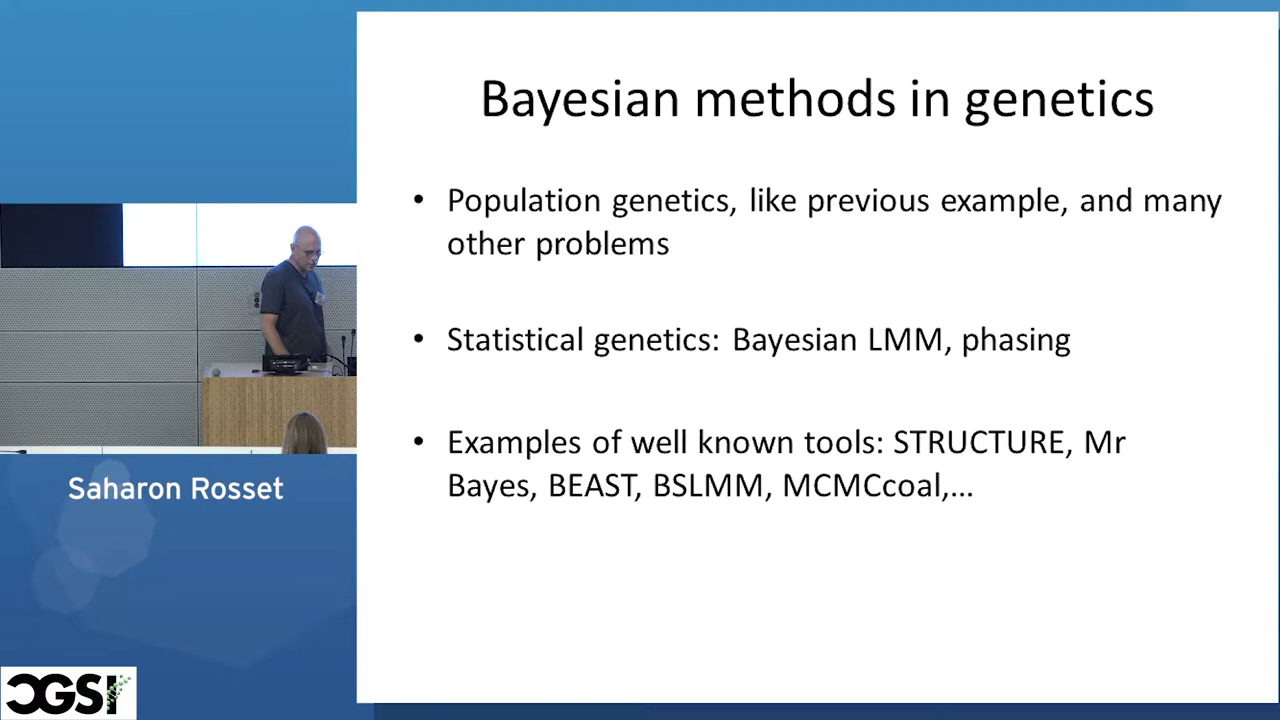 Bayesian methods in genetics
• Population genetics, like previous example, and many
other problems
• Statistical genetics: Bayesian LMM, phasing
• Examples of well known tools: STRUCTURE, Mr
Bayes, BEAST, BSLMM, MCMCcoal,...
Saharon Rosset
CGSI